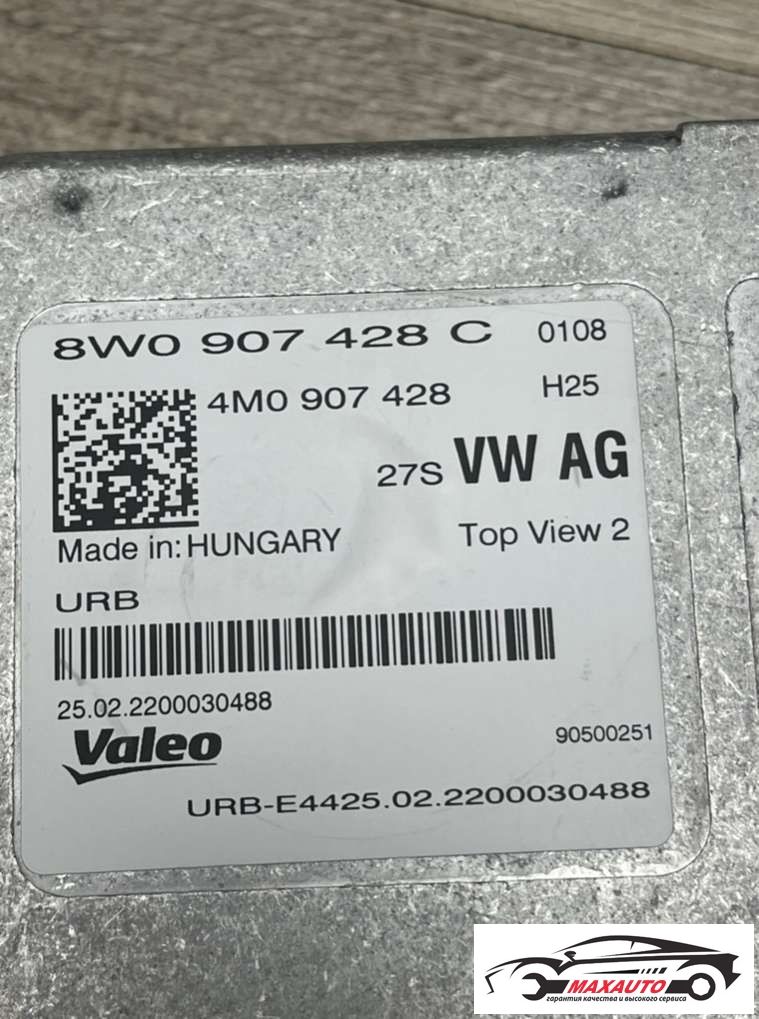 8W0 907 428 C 0108
4M0 907 428 H25
27S VW AG
Made in: HUNGARY Top View 2
URB
25.02.2200030488
Valeo 90500251
URB-E4425.02.2200030488
MAXAUTO
гарантия качества и высокого сервиса